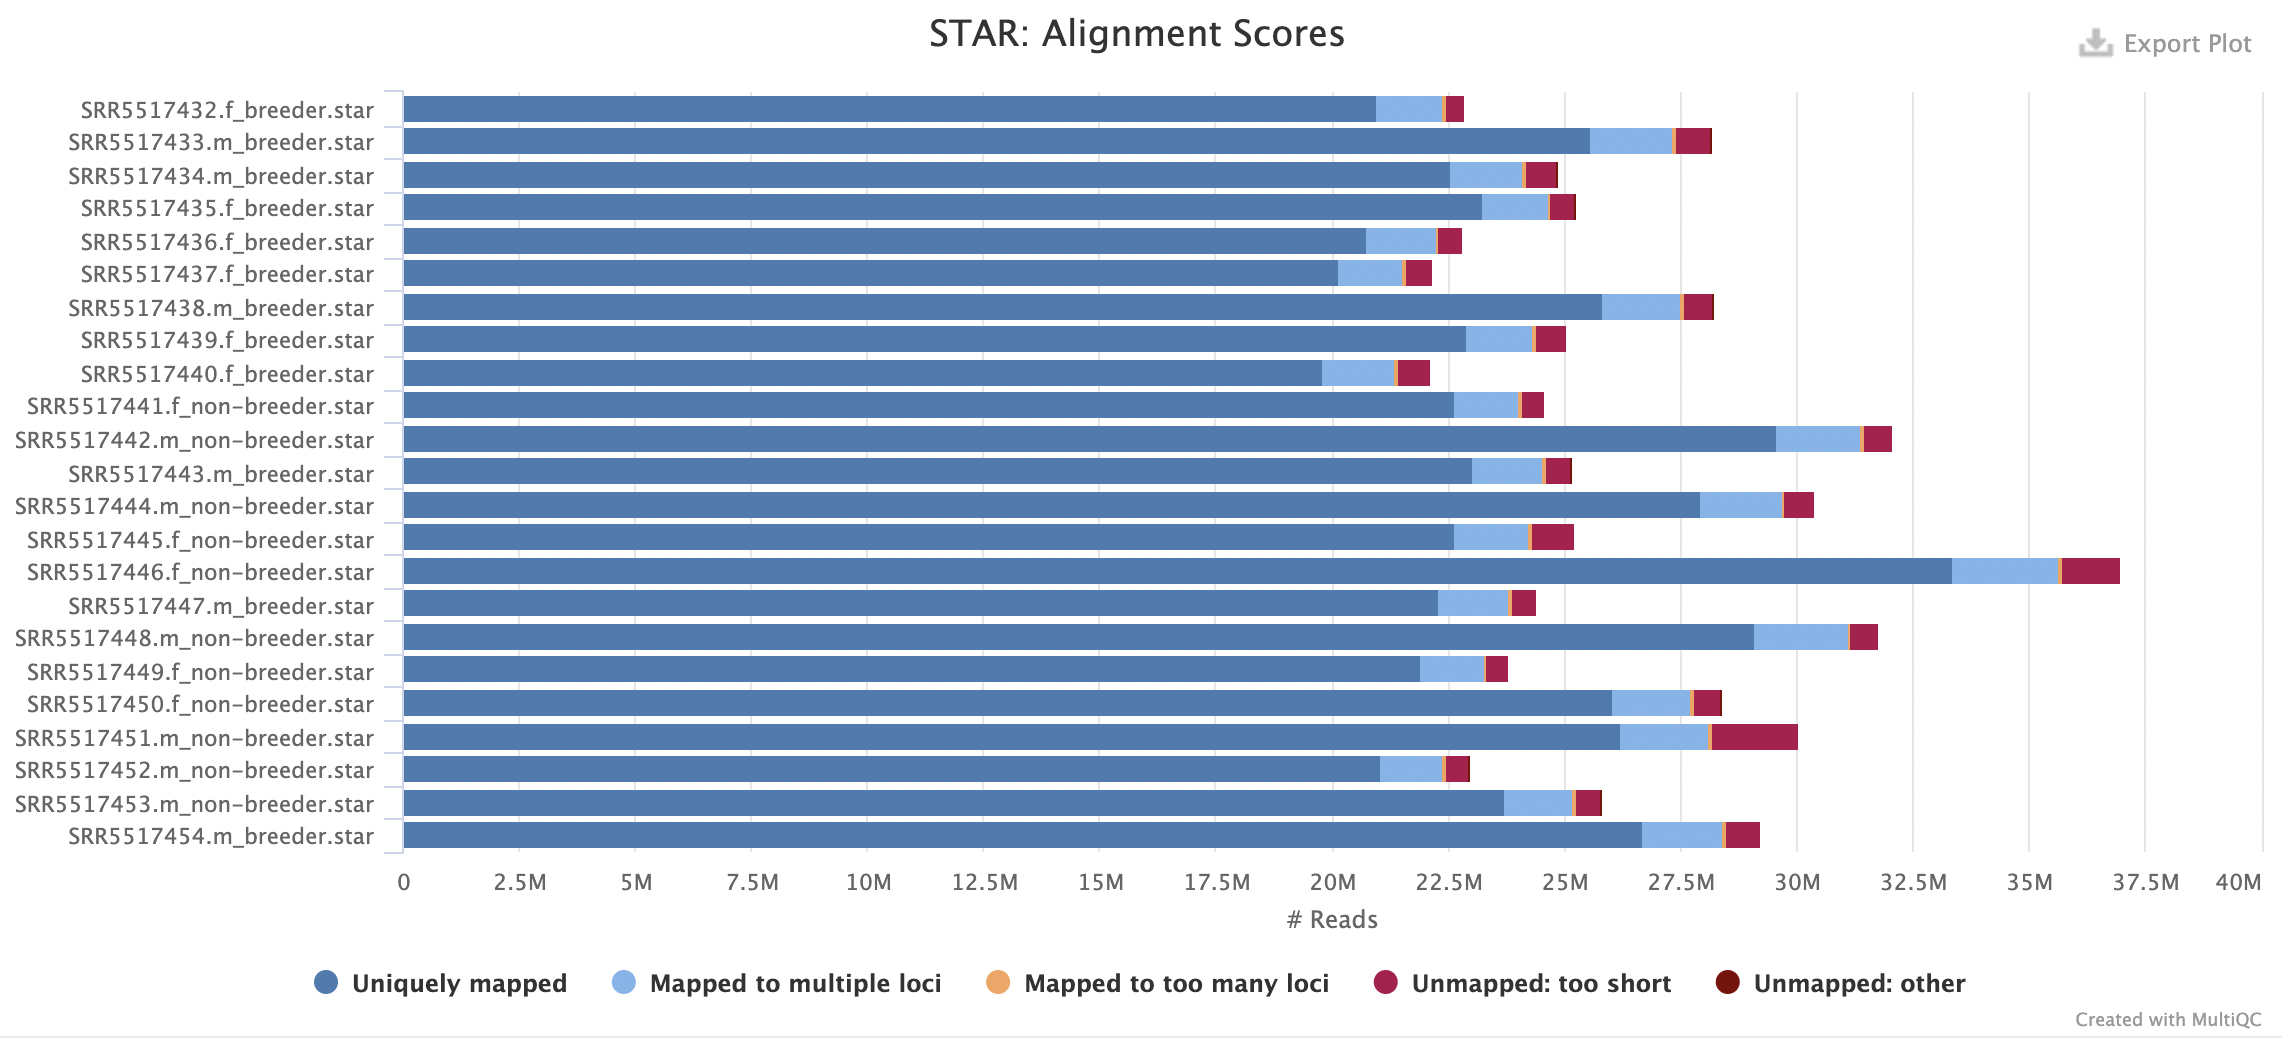 STAR: Alignment Scores
Export Plot
SRR5517432.f_breeder.star
SRR5517433.m_breeder.star
SRR5517434.m_breeder.star
SRR5517435.f_breeder.star
SRR5517436.f_breeder.star
SRR5517437.f_breeder.star
SRR5517438.m_breeder.star
SRR5517439.f_breeder.star
SRR5517440.f_breeder.star
SRR5517441.f_non-breeder.star
SRR5517442.m_non-breeder.star
SRR5517443.m_breeder.star
SRR5517444.m_non-breeder.star
SRR5517445.f_non-breeder.star
SRR5517446.f_non-breeder.star
SRR5517447.m_breeder.star
SRR5517448.m_non-breeder.star
SRR5517449.f_non-breeder.star
SRR5517450.f_non-breeder.star
SRR5517451.m_non-breeder.star
SRR5517452.m_non-breeder.star
SRR5517453.m_non-breeder.star
SRR5517454.m_breeder.star
0 2.5M 5M 7.5M 10M 12.5M 15M 17.5M 20M 22.5M 25M 27.5M 30M 32.5M 35M 37.5M 40M
# Reads
Uniquely mapped Mapped to multiple loci Mapped to too many loci Unmapped: too short Unmapped: other
Created with MultiQC